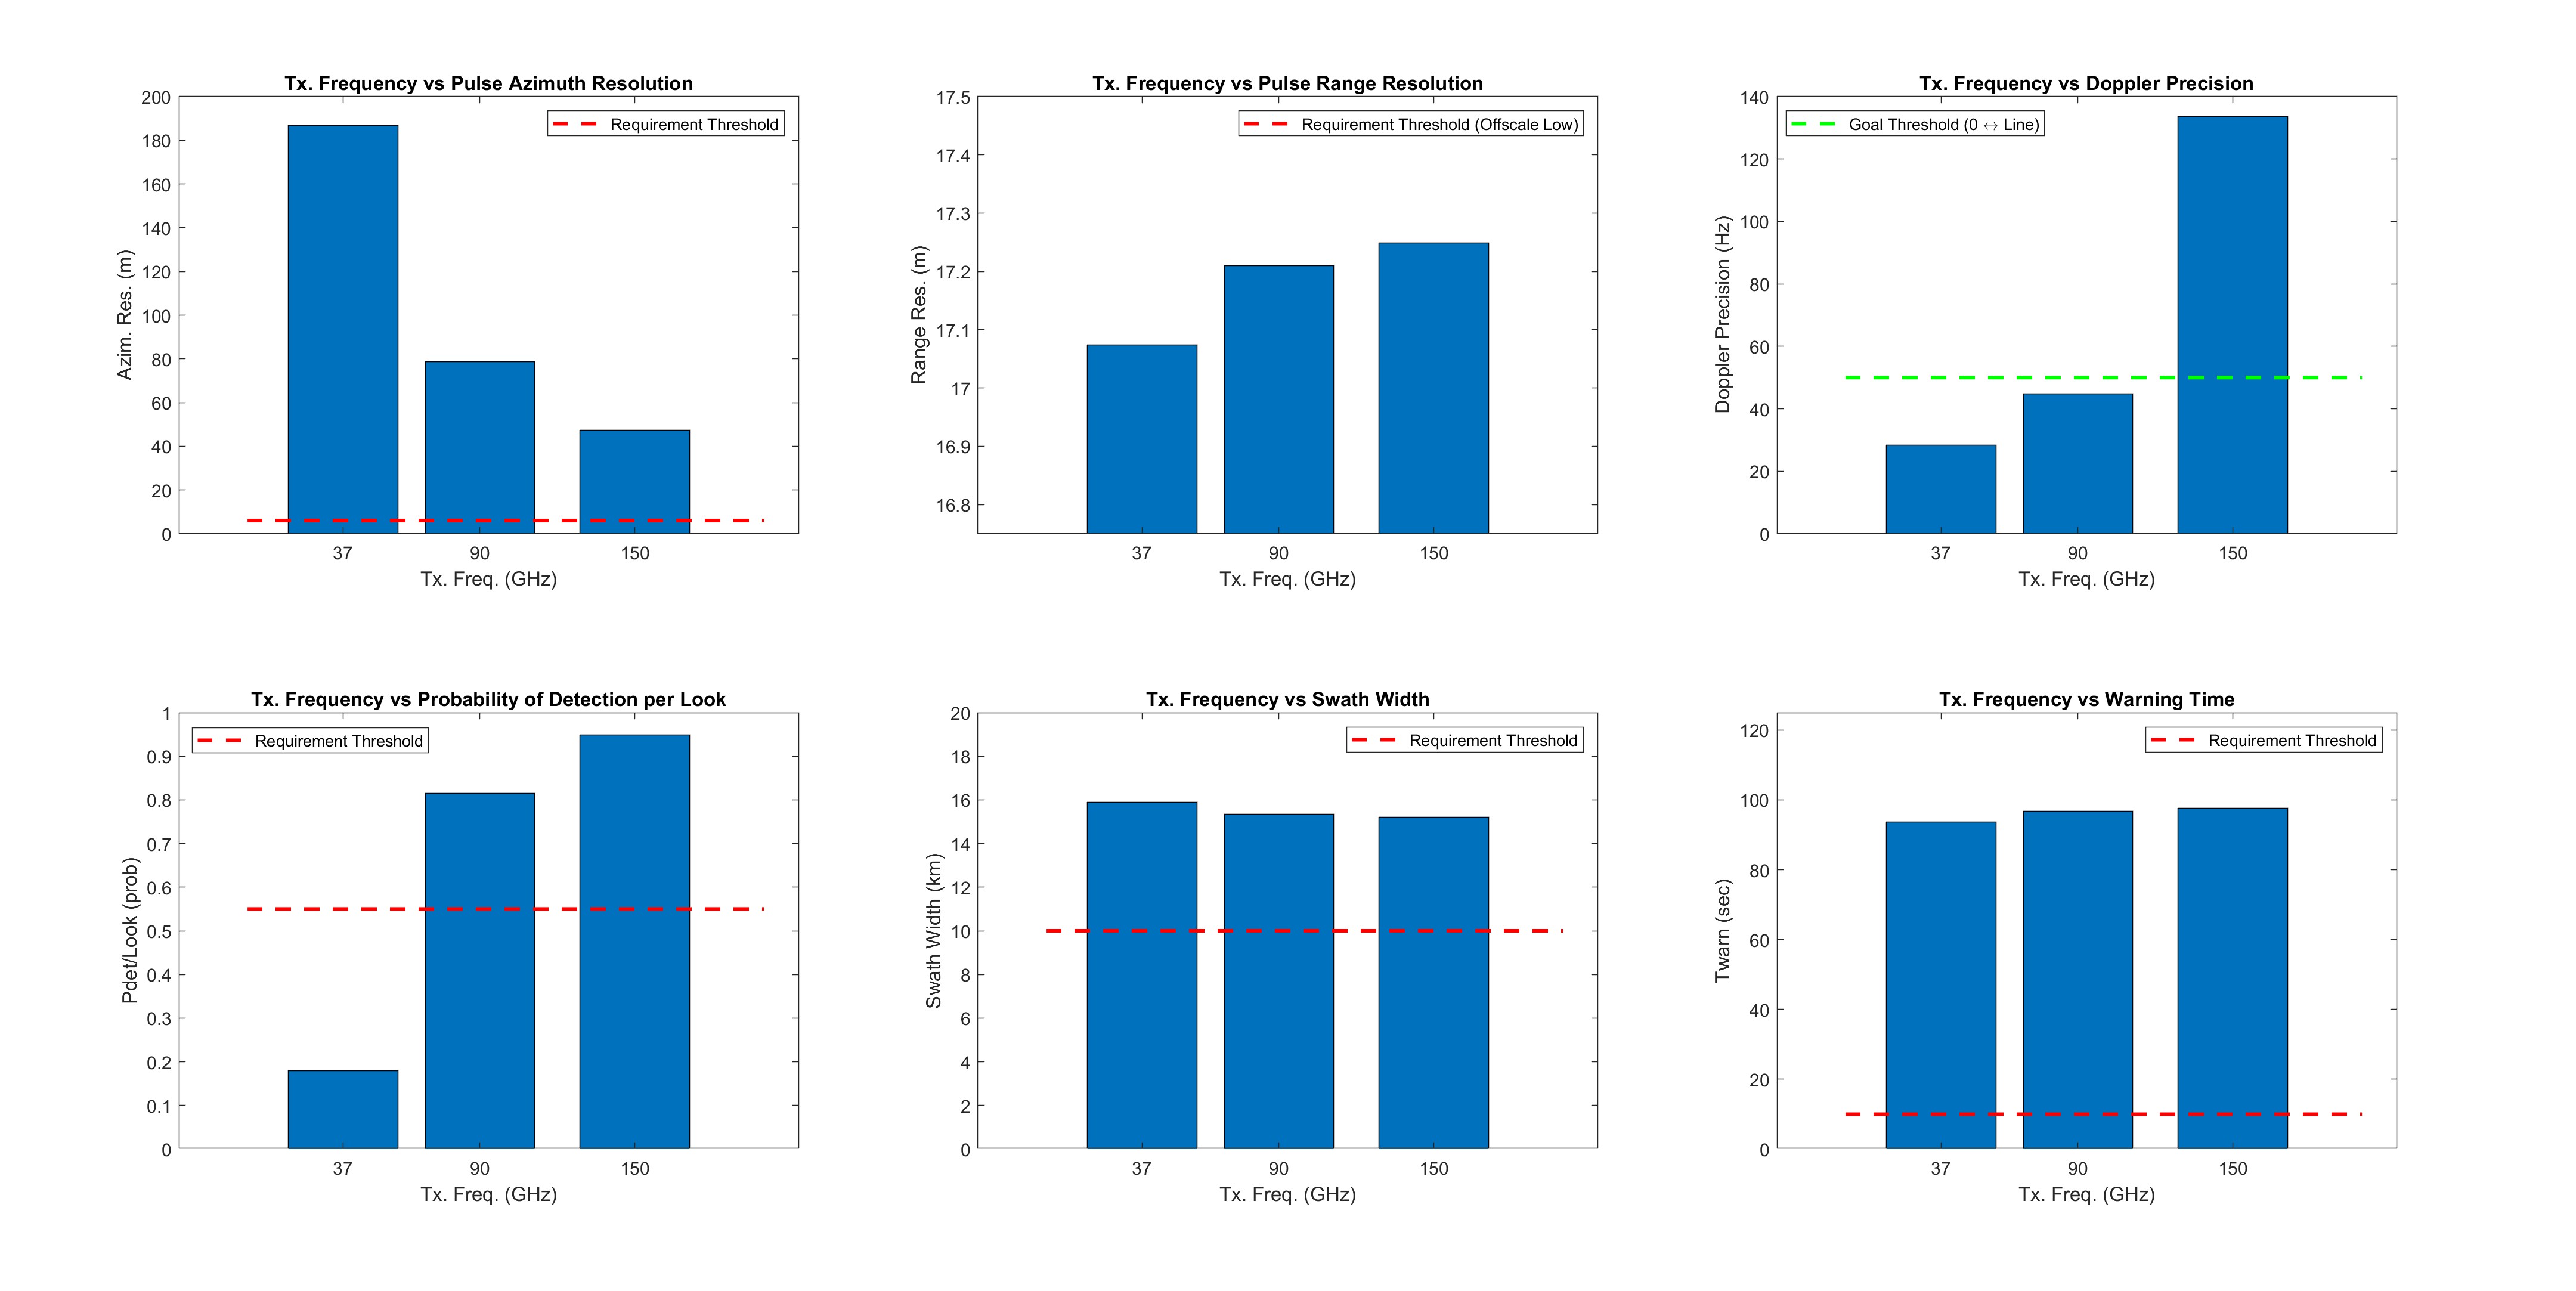 Tx. Frequency vs Pulse Azimuth Resolution
200
180
160
140
120
100
80
60
40
20
0
Azim. Res. (m)
Requirement Threshold
37 90 150
Tx. Freq. (GHz)
Tx. Frequency vs Pulse Range Resolution
17.5
17.4
17.3
17.2
17.1
17
16.9
16.8
Range Res. (m)
Requirement Threshold (Offscale Low)
37 90 150
Tx. Freq. (GHz)
Tx. Frequency vs Doppler Precision
140
120
100
80
60
40
20
0
Doppler Precision (Hz)
Goal Threshold (0 ↔ Line)
37 90 150
Tx. Freq. (GHz)
Tx. Frequency vs Probability of Detection per Look
1
0.9
0.8
0.7
0.6
0.5
0.4
0.3
0.2
0.1
0
Pdet/Look (prob)
Requirement Threshold
37 90 150
Tx. Freq. (GHz)
Tx. Frequency vs Swath Width
20
18
16
14
12
10
8
6
4
2
0
Swath Width (km)
Requirement Threshold
37 90 150
Tx. Freq. (GHz)
Tx. Frequency vs Warning Time
120
100
80
60
40
20
0
Twarn (sec)
Requirement Threshold
37 90 150
Tx. Freq. (GHz)